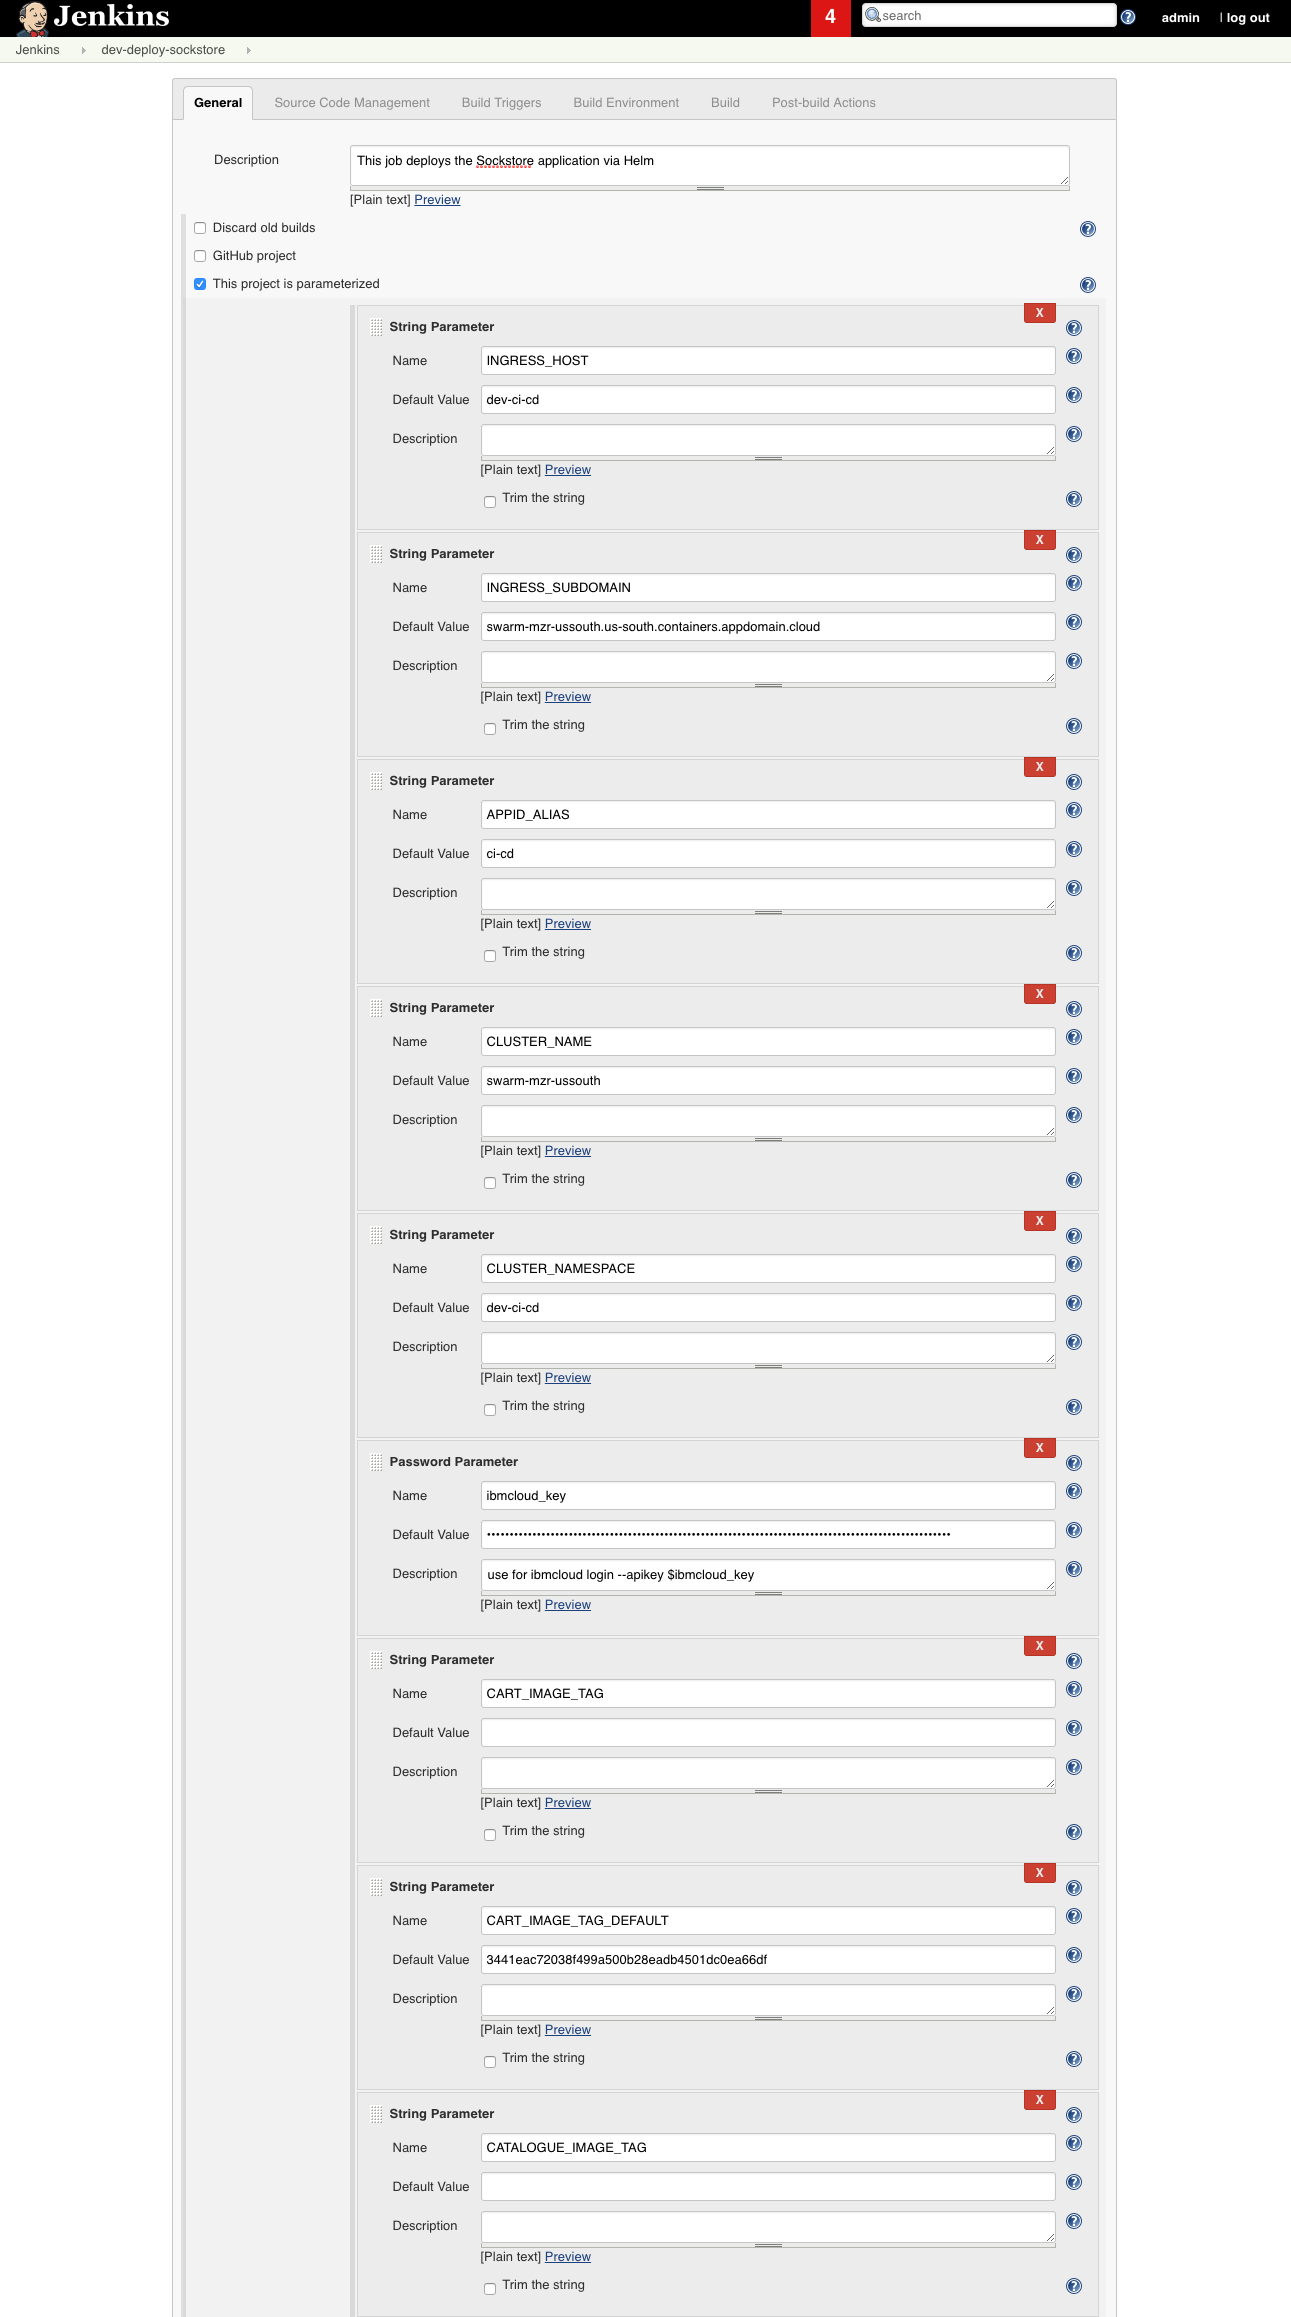 Jenkins
4
search
admin
| log out
Jenkins
dev-deploy-sockstore
General
Source Code Management
Build Triggers
Build Environment
Build
Post-build Actions
Description
This job deploys the Sockstore application via Helm
[Plain text] Preview
Discard old builds
GitHub project
This project is parameterized
X
String Parameter
Name
INGRESS_HOST
Default Value
dev-ci-cd
Description
[Plain text] Preview
Trim the string
X
String Parameter
Name
INGRESS_SUBDOMAIN
Default Value
swarm-mzr-ussouth.us-south.containers.appdomain.cloud
Description
[Plain text] Preview
Trim the string
X
String Parameter
Name
APPID_ALIAS
Default Value
ci-cd
Description
[Plain text] Preview
Trim the string
X
String Parameter
Name
CLUSTER_NAME
Default Value
swarm-mzr-ussouth
Description
[Plain text] Preview
Trim the string
X
String Parameter
Name
CLUSTER_NAMESPACE
Default Value
dev-ci-cd
Description
[Plain text] Preview
Trim the string
X
Password Parameter
Name
ibmcloud_key
Default Value
Description
use for ibmcloud login --apikey $ibmcloud_key
[Plain text] Preview
X
String Parameter
Name
CART_IMAGE_TAG
Default Value
Description
[Plain text] Preview
Trim the string
X
String Parameter
Name
CART_IMAGE_TAG_DEFAULT
Default Value
3441eac72038f499a500b28eadb4501dc0ea66df
Description
[Plain text] Preview
Trim the string
X
String Parameter
Name
CATALOGUE_IMAGE_TAG
Default Value
Description
[Plain text] Preview
Trim the string